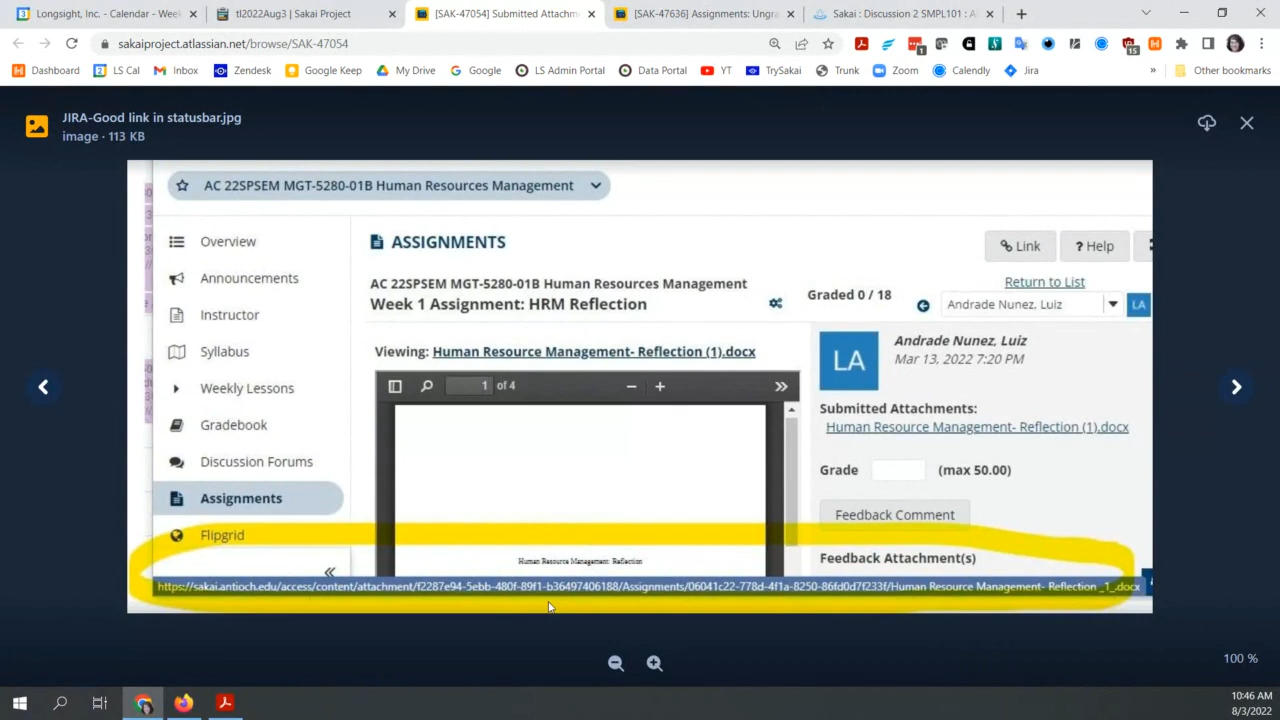 Longsight, Inc. - Calendar - Week
tl2022Aug3 | Sakai Project
[SAK-47054] Submitted Attachm
[SAK-47636] Assignments: Ungra
Sakai : Discussion 2 SMPL101 : A
sakaiproject.atlassian.net/browse/SAK-47054
Dashboard
LS Cal
Inbox
Zendesk
Google Keep
My Drive
Google
LS Admin Portal
Data Portal
YT
TrySakai
Trunk
Zoom
Calendly
Jira
»
Other bookmarks
JIRA-Good link in statusbar.jpg
image · 113 KB
AC 22SPSEM MGT-5280-01B Human Resources Management
Overview
Announcements
Instructor
Syllabus
Weekly Lessons
Gradebook
Discussion Forums
Assignments
Flipgrid
ASSIGNMENTS
Link
? Help
AC 22SPSEM MGT-5280-01B Human Resources Management
Week 1 Assignment: HRM Reflection
Graded 0 / 18
Return to List
Andrade Nunez, Luiz
LA
Viewing: Human Resource Management- Reflection (1).docx
1 of 4
Human Resource Management: Reflection
LA
Andrade Nunez, Luiz
Mar 13, 2022 7:20 PM
Submitted Attachments:
Human Resource Management- Reflection (1).docx
Grade (max 50.00)
Feedback Comment
Feedback Attachment(s)
https://sakai.antioch.edu/access/content/attachment/f2287e94-5ebb-480f-89f1-b36497406188/Assignments/06041c22-778d-4f1a-8250-86fd0d7f233f/Human Resource Management- Reflection _1_.docx
100 %
10:46 AM
8/3/2022